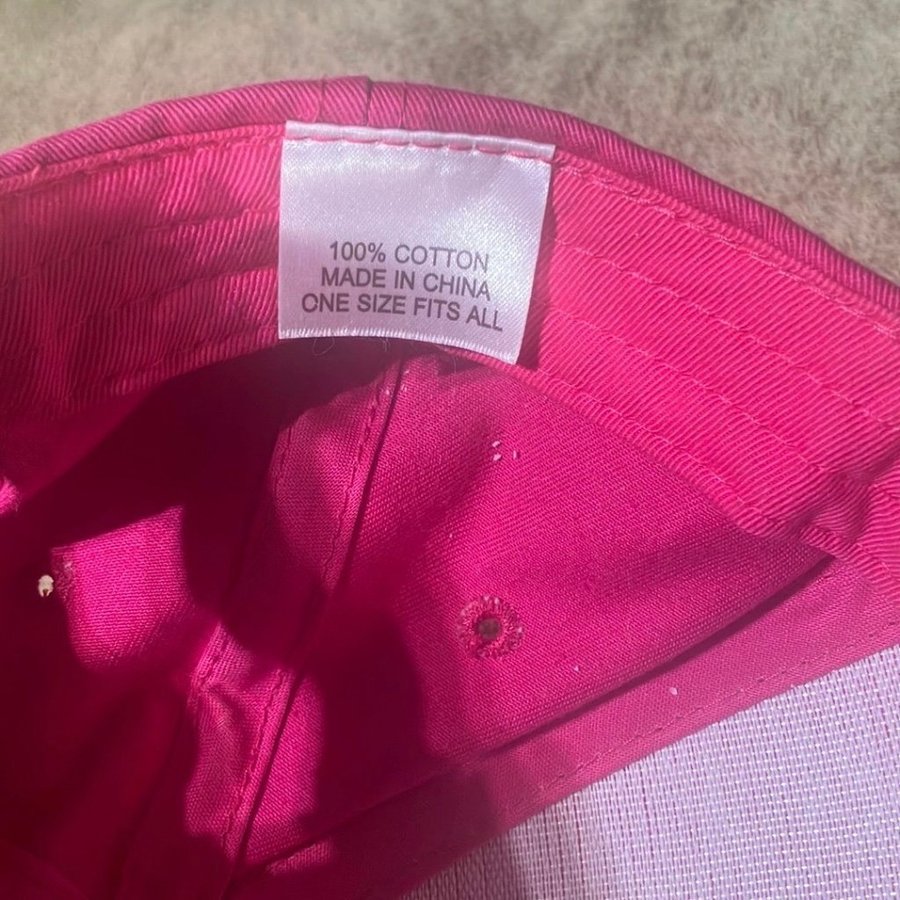 100% COTTON
MADE IN CHINA
ONE SIZE FITS ALL